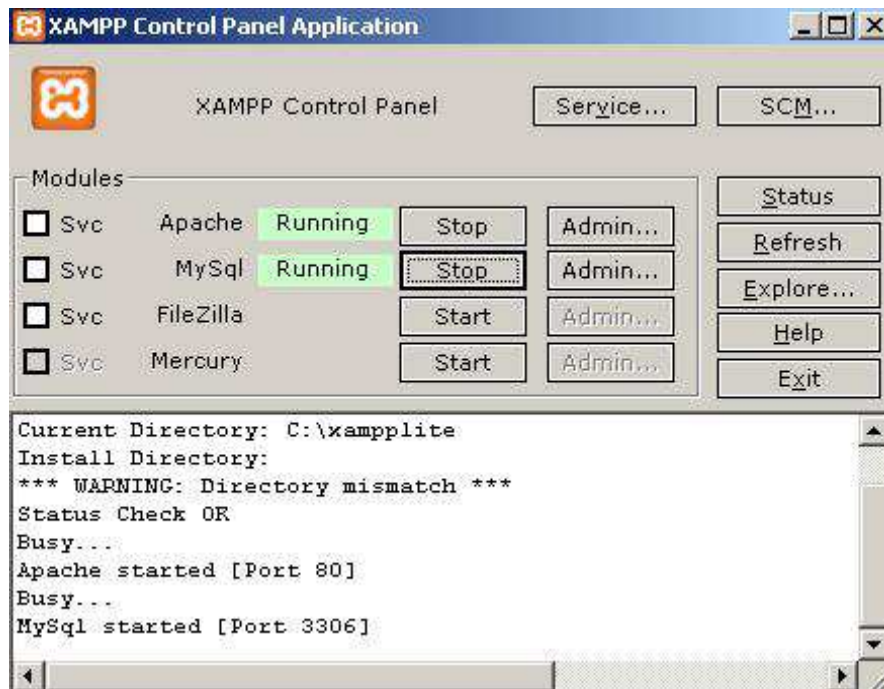 XAMPP Control Panel Application
XAMPP Control Panel Service... SCM...
Modules
Svc Apache Running Stop Admin...
Svc MySql Running Stop Admin...
Svc FileZilla Start Admin...
Svc Mercury Start Admin...
Status
Refresh
Explore...
Help
Exit
Current Directory: C:\xampplite
Install Directory:
*** WARNING: Directory mismatch ***
Status Check OK
Busy...
Apache started [Port 80]
Busy...
MySql started [Port 3306]